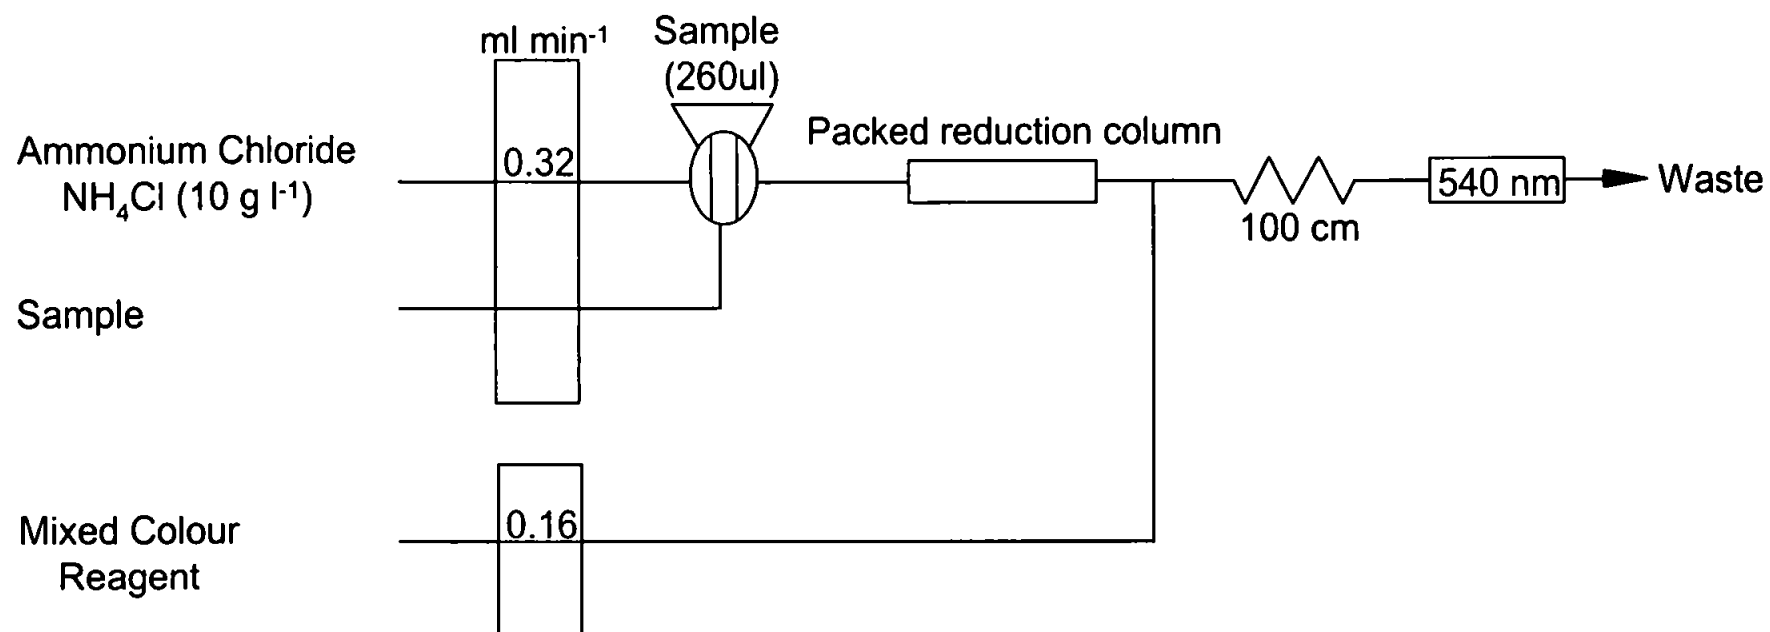 ml min-1
Sample
(260ul)
Ammonium Chloride
NH4Cl (10 g l-1)
0.32
Packed reduction column
540 nm
Waste
100 cm
Sample
Mixed Colour
Reagent
0.16